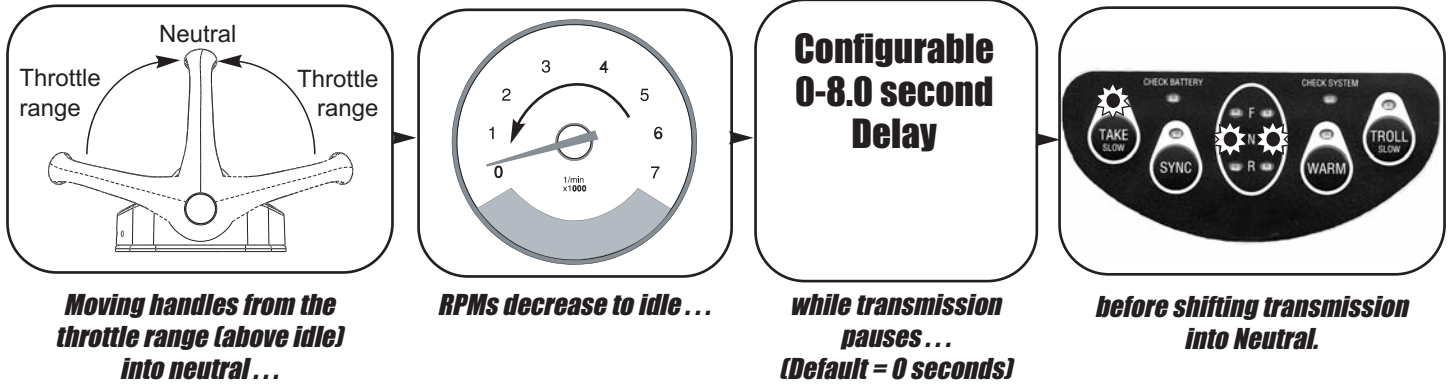 Neutral
Throttle
range
Throttle
range
0
1
2
3
4
5
6
7
1/min
x1000
Configurable
0-8.0 second
Delay
CHECK BATTERY
CHECK SYSTEM
TAKE
SLOW
SYNC
F
N
R
WARM
TROLL
SLOW
Moving handles from the
throttle range (above idle)
into neutral . . .
RPMs decrease to idle . . .
while transmission
pauses . . .
(Default = 0 seconds)
before shifting transmission
into Neutral.